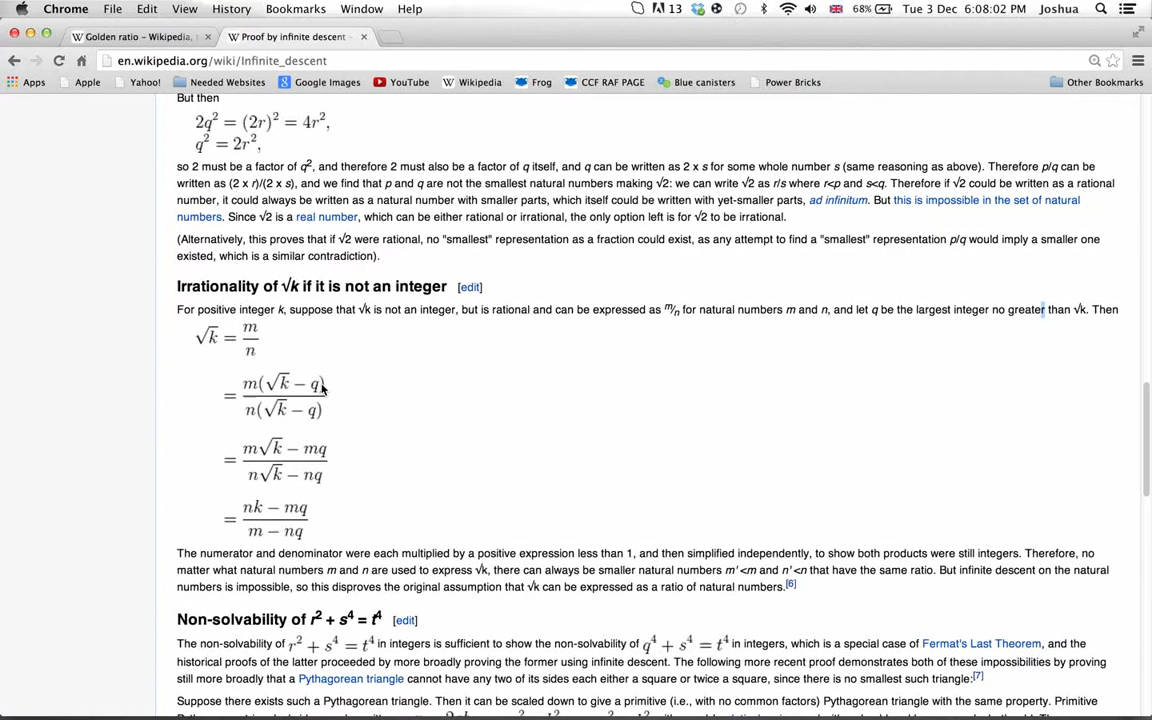 Chrome File Edit View History Bookmarks Window Help 13 68% Tue 3 Dec 6:08:02 PM Joshua
W Golden ratio – Wikipedia, × W Proof by infinite descent - ×
en.wikipedia.org/wiki/Infinite_descent
Apps Apple Yahoo! Needed Websites Google Images YouTube W Wikipedia Frog CCF RAF PAGE Blue canisters Power Bricks Other Bookmarks
But then
2q² = (2r)² = 4r²,
q² = 2r²,
so 2 must be a factor of q², and therefore 2 must also be a factor of q itself, and q can be written as 2 x s for some whole number s (same reasoning as above). Therefore p/q can be
written as (2 x r)/(2 x s), and we find that p and q are not the smallest natural numbers making √2: we can write √2 as r/s where r<p and s<q. Therefore if √2 could be written as a rational
number, it could always be written as a natural number with smaller parts, which itself could be written with yet-smaller parts, ad infinitum. But this is impossible in the set of natural
numbers. Since √2 is a real number, which can be either rational or irrational, the only option left is for √2 to be irrational.
(Alternatively, this proves that if √2 were rational, no "smallest" representation as a fraction could exist, as any attempt to find a "smallest" representation p/q would imply a smaller one
existed, which is a similar contradiction).
Irrationality of √k if it is not an integer [edit]
For positive integer k, suppose that √k is not an integer, but is rational and can be expressed as m/n for natural numbers m and n, and let q be the largest integer no greater than √k. Then
√k = m/n
= m(√k − q)/n(√k − q)
= m√k − mq/n√k − nq
= nk − mq/m − nq
The numerator and denominator were each multiplied by a positive expression less than 1, and then simplified independently, to show both products were still integers. Therefore, no
matter what natural numbers m and n are used to express √k, there can always be smaller natural numbers m'<m and n'<n that have the same ratio. But infinite descent on the natural
numbers is impossible, so this disproves the original assumption that √k can be expressed as a ratio of natural numbers.[6]
Non-solvability of r² + s⁴ = t⁴ [edit]
The non-solvability of r² + s⁴ = t⁴ in integers is sufficient to show the non-solvability of q⁴ + s⁴ = t⁴ in integers, which is a special case of Fermat's Last Theorem, and the
historical proofs of the latter proceeded by more broadly proving the former using infinite descent. The following more recent proof demonstrates both of these impossibilities by proving
still more broadly that a Pythagorean triangle cannot have any two of its sides each either a square or twice a square, since there is no smallest such triangle:[7]
Suppose there exists such a Pythagorean triangle. Then it can be scaled down to give a primitive (i.e., with no common factors) Pythagorean triangle with the same property. Primitive